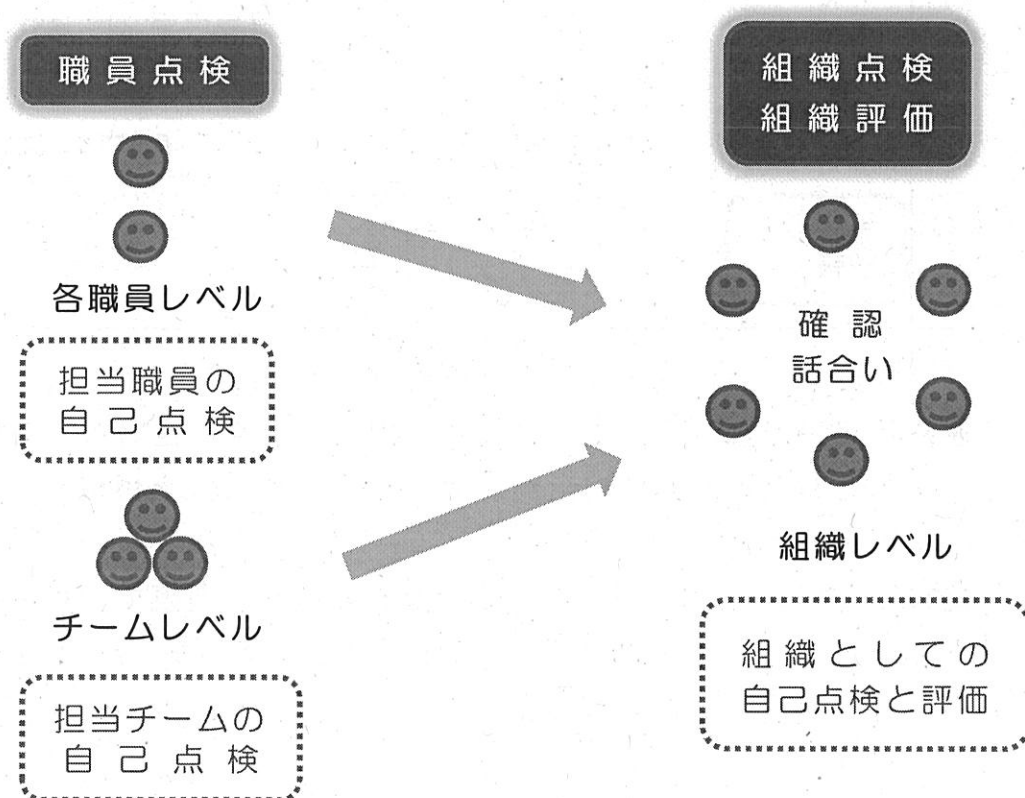 職員点検
各職員レベル
担当職員の
自己点検
チームレベル
担当チームの
自己点検
組織点検
組織評価
確認
話合い
組織レベル
組織としての
自己点検と評価